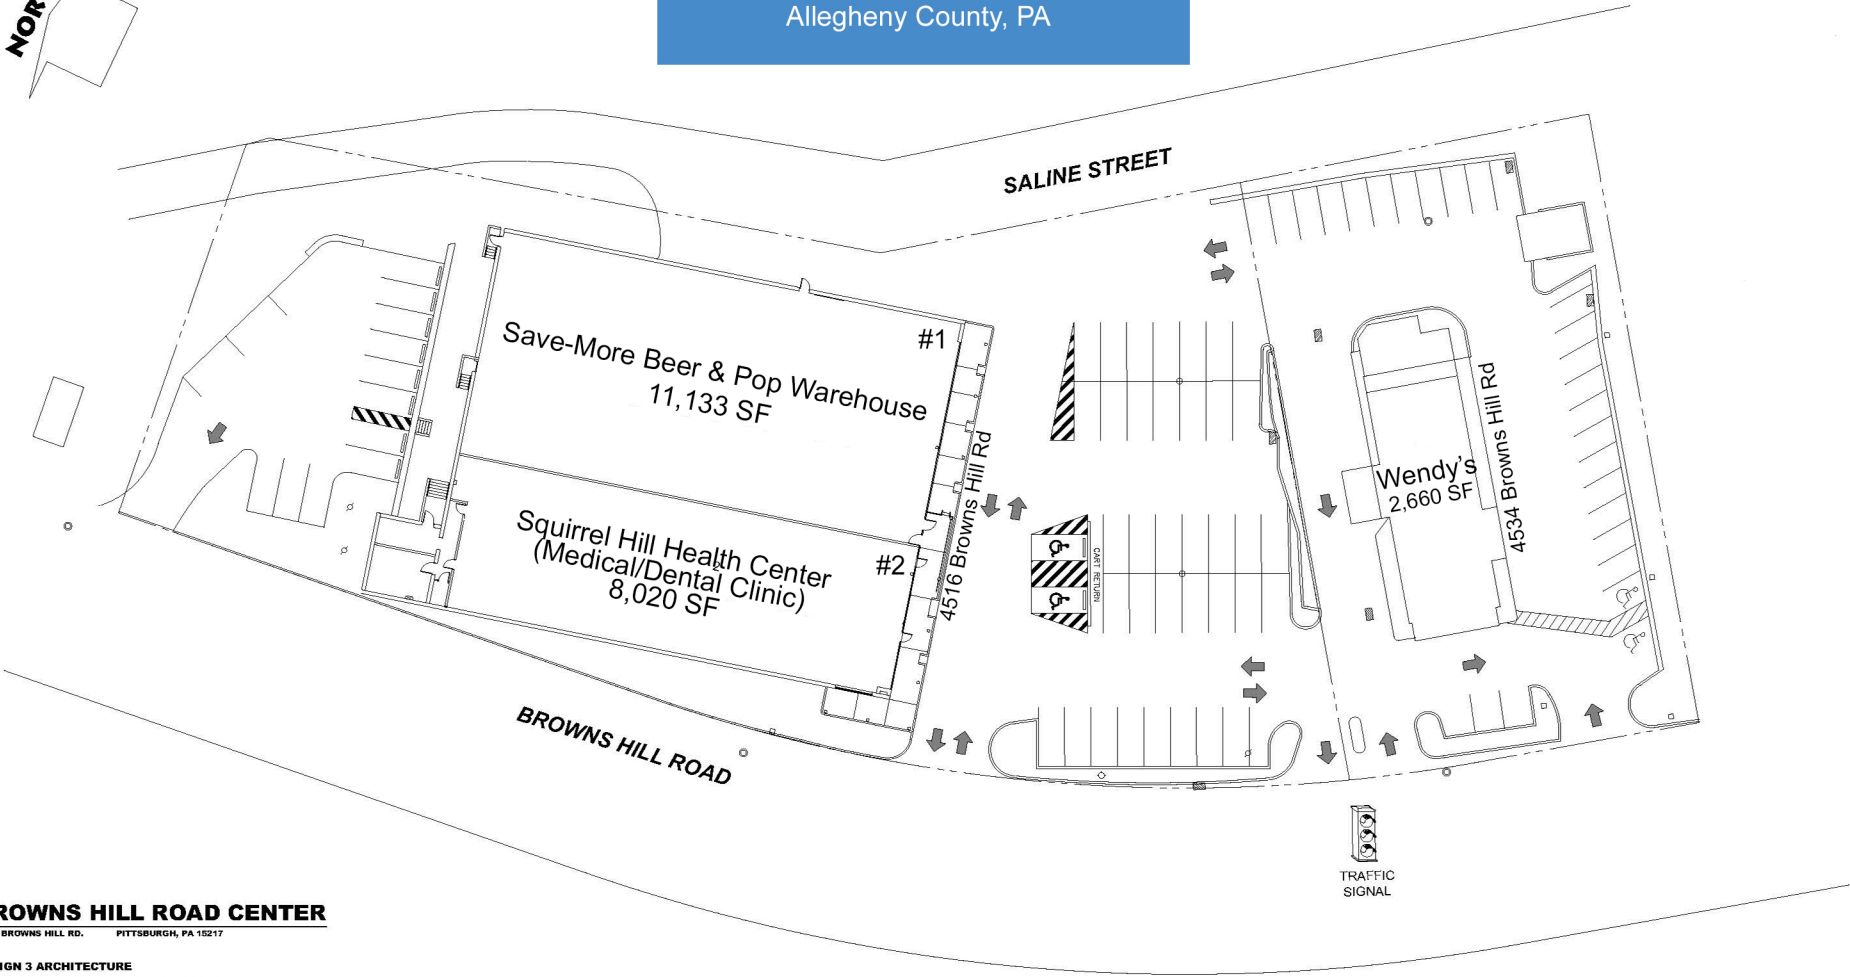 NOR
Allegheny County, PA
SALINE STREET
#1
Save-More Beer & Pop Warehouse
11,133 SF
4516 Browns Hill Rd
Squirrel Hill Health Center
(Medical/Dental Clinic)
8,020 SF
#2
2
CART RETURN
Wendy's
2,660 SF
4534 Browns Hill Rd
BROWNS HILL ROAD
TRAFFIC
SIGNAL
ROWNS HILL ROAD CENTER
BROWNS HILL RD. PITTSBURGH, PA 15217
IGN 3 ARCHITECTURE